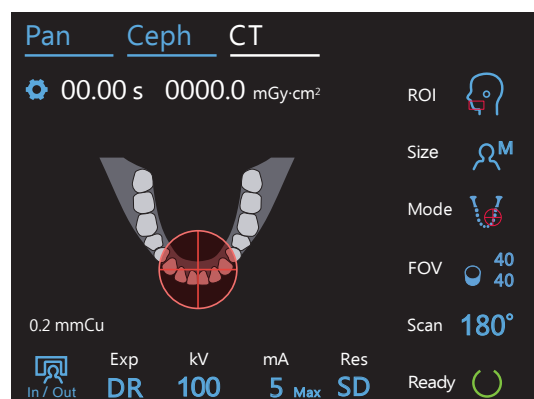 Pan Ceph CT
00.00 s 0000.0 mGy·cm²
ROI
Size M
Mode
FOV 40
40
0.2 mmCu
Scan 180°
In / Out
Exp kV mA Res
DR 100 5 Max SD
Ready